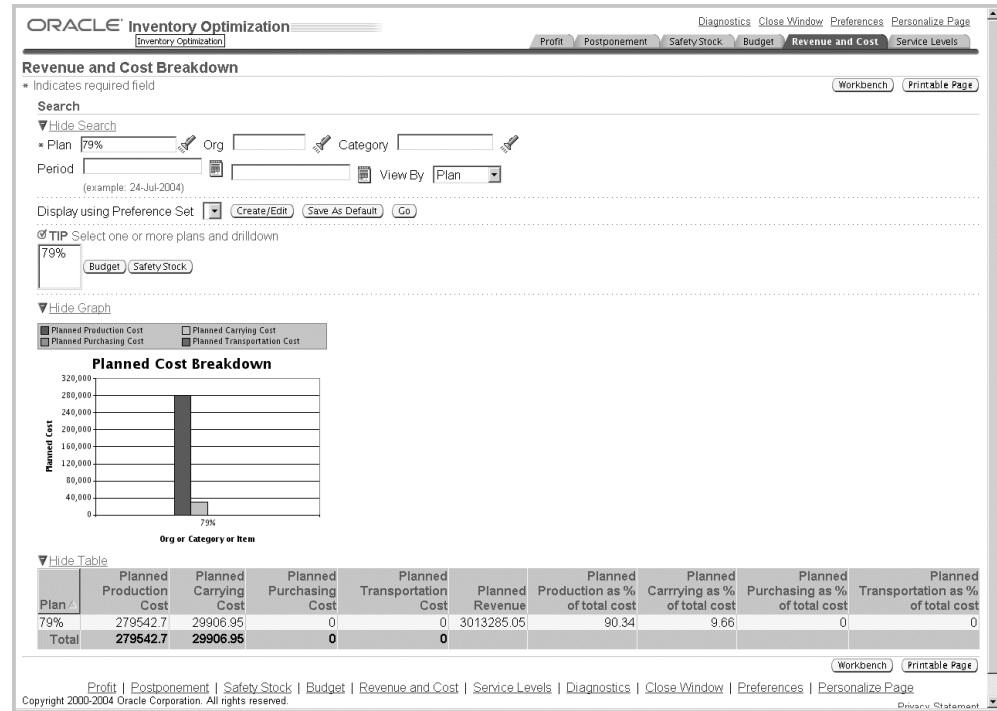 ORACLE Inventory Optimization
Inventory Optimization
Diagnostics Close Window Preferences Personalize Page
Profit Postponement Safety Stock Budget Revenue and Cost Service Levels
Revenue and Cost Breakdown
* Indicates required field
Workbench Printable Page
Search
Hide Search
* Plan 79% Org Category
Period View By Plan
(example: 24-Jul-2004)
Display using Preference Set Create/Edit Save As Default Go
TIP Select one or more plans and drilldown
79%
Budget Safety Stock
Hide Graph
Planned Production Cost Planned Carrying Cost
Planned Purchasing Cost Planned Transportation Cost
Planned Cost Breakdown
320,000
280,000
240,000
200,000
160,000
120,000
80,000
40,000
0
Planned Cost
79%
Org or Category or Item
Hide Table
Planned Planned Planned Planned Planned Planned Planned Planned
Production Carrying Purchasing Transportation Planned Production as % Carrrying as % Purchasing as % Transportation as %
Plan Cost Cost Cost Cost Revenue of total cost of total cost of total cost of total cost
79% 279542.7 29906.95 0 0 3013285.05 90.34 9.66 0 0
Total 279542.7 29906.95 0 0
Workbench Printable Page
Profit | Postponement | Safety Stock | Budget | Revenue and Cost | Service Levels | Diagnostics | Close Window | Preferences | Personalize Page
Copyright 2000-2004 Oracle Corporation. All rights reserved.
Privacy Statement